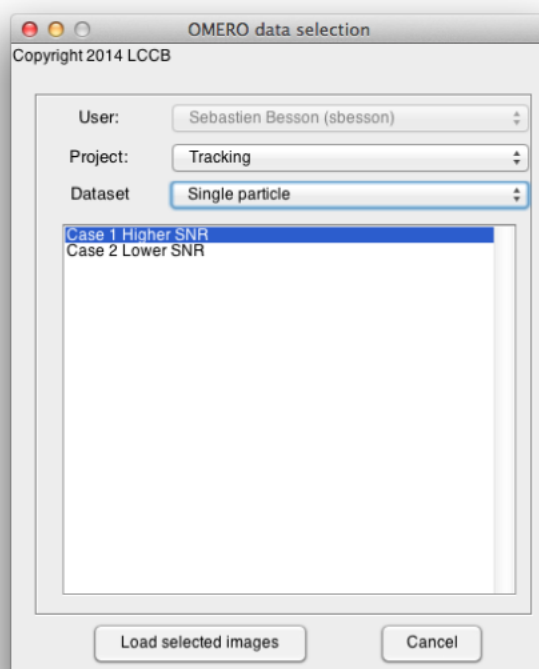 OMERO data selection
Copyright 2014 LCCB
User: Sebastien Besson (sbesson)
Project: Tracking
Dataset Single particle
Case 1 Higher SNR
Case 2 Lower SNR
Load selected images Cancel